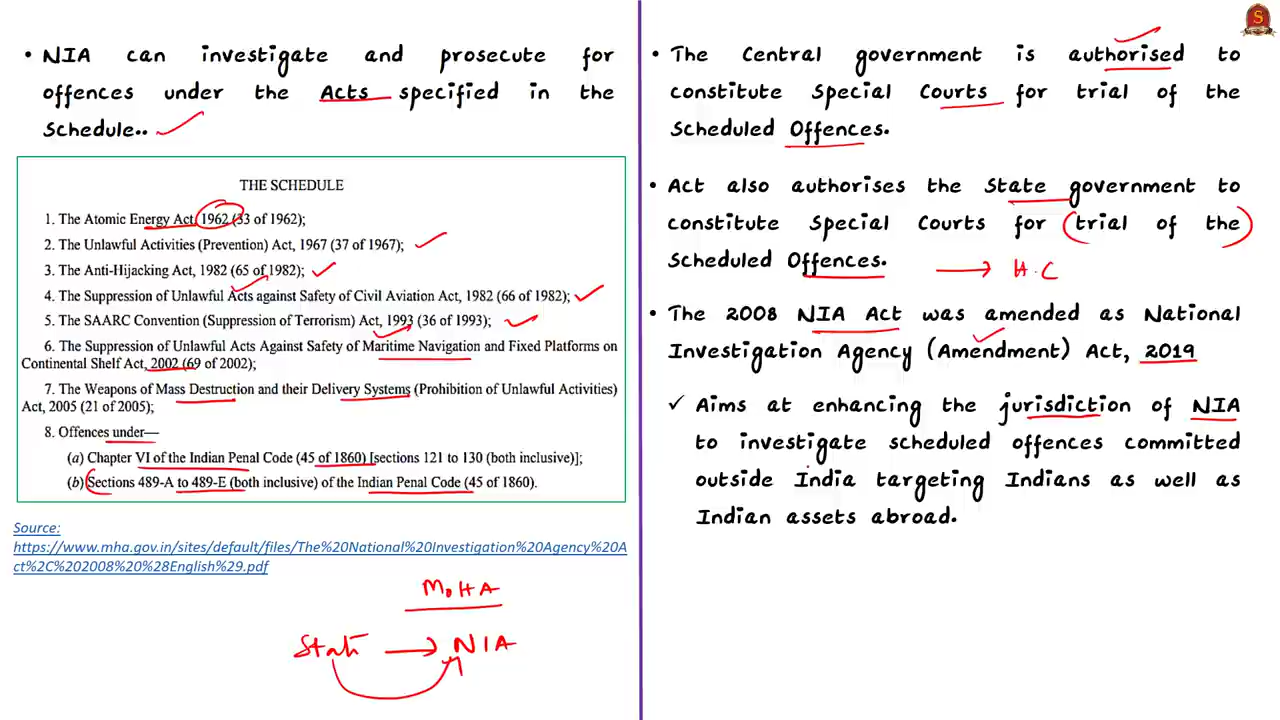 • NIA can investigate and prosecute for
offences under the Acts specified in the
Schedule..
THE SCHEDULE
1. The Atomic Energy Act, 1962 (33 of 1962);
2. The Unlawful Activities (Prevention) Act, 1967 (37 of 1967);
3. The Anti-Hijacking Act, 1982 (65 of 1982);
4. The Suppression of Unlawful Acts against Safety of Civil Aviation Act, 1982 (66 of 1982);
5. The SAARC Convention (Suppression of Terrorism) Act, 1993 (36 of 1993);
6. The Suppression of Unlawful Acts Against Safety of Maritime Navigation and Fixed Platforms on
Continental Shelf Act, 2002 (69 of 2002);
7. The Weapons of Mass Destruction and their Delivery Systems (Prohibition of Unlawful Activities)
Act, 2005 (21 of 2005);
8. Offences under—
(a) Chapter VI of the Indian Penal Code (45 of 1860) [sections 121 to 130 (both inclusive)];
(b) Sections 489-A to 489-E (both inclusive) of the Indian Penal Code (45 of 1860).
Source:
https://www.mha.gov.in/sites/default/files/The%20National%20Investigation%20Agency%20A
ct%2C%202008%20%28English%29.pdf
MoHA
State → NIA
• The Central government is authorised to
constitute Special Courts for trial of the
Scheduled Offences.
• Act also authorises the State government to
constitute Special Courts for (trial of the)
Scheduled Offences.
→ H.C
• The 2008 NIA Act was amended as National
Investigation Agency (Amendment) Act, 2019
✓ Aims at enhancing the jurisdiction of NIA
to investigate scheduled offences committed
outside India targeting Indians as well as
Indian assets abroad.